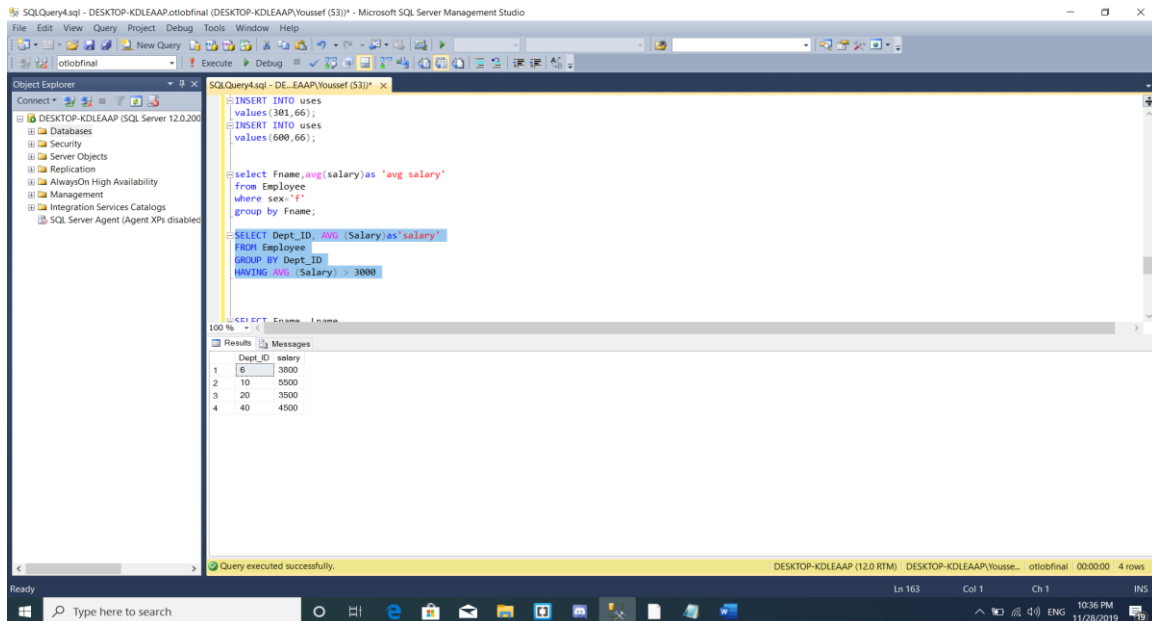 SQLQuery4.sql - DESKTOP-KDLEAAP.otlobfinal (DESKTOP-KDLEAAP\Youssef (53))* - Microsoft SQL Server Management Studio
File Edit View Query Project Debug Tools Window Help
New Query
otlobfinal Execute Debug
Object Explorer
SQLQuery4.sql - DE...EAAP\Youssef (53))*
Connect
DESKTOP-KDLEAAP (SQL Server 12.0.200
Databases
Security
Server Objects
Replication
AlwaysOn High Availability
Management
Integration Services Catalogs
SQL Server Agent (Agent XPs disabled
INSERT INTO uses
values(301,66);
INSERT INTO uses
values(600,66);
select Fname,avg(salary)as 'avg salary'
from Employee
where sex='f'
group by Fname;
SELECT Dept_ID, AVG (Salary)as'salary'
FROM Employee
GROUP BY Dept_ID
HAVING AVG (Salary) > 3000
SELECT Fname, Lname
100 %
Results Messages
Dept_ID salary
1 6 3800
2 10 5500
3 20 3500
4 40 4500
Query executed successfully.
DESKTOP-KDLEAAP (12.0 RTM) DESKTOP-KDLEAAP\Yousse... otlobfinal 00:00:00 4 rows
Ready Ln 163 Col 1 Ch 1 INS
Type here to search
ENG 10:36 PM
11/28/2019
19